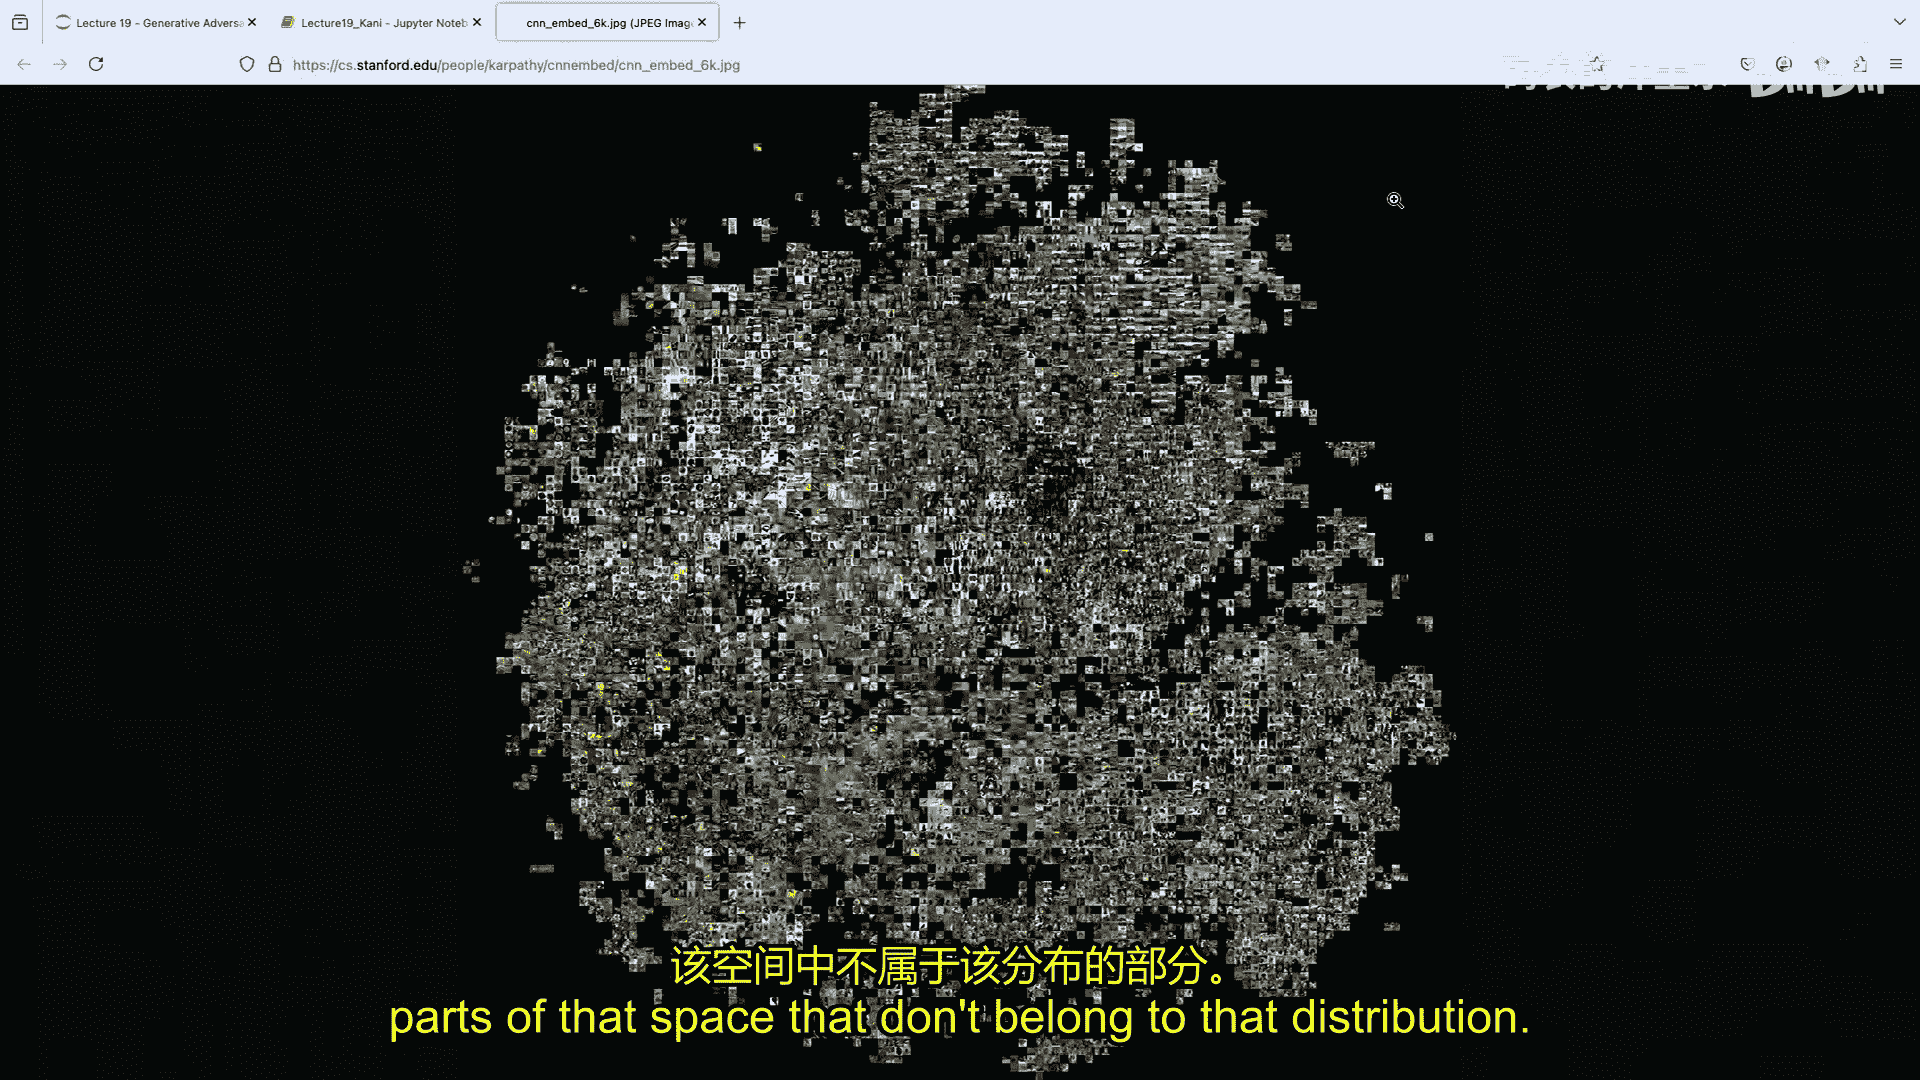 Lecture 19 - Generative Adversa
Lecture19_Kani - Jupyter Noteb
cnn_embed_6k.jpg (JPEG Imag
https://cs.stanford.edu/people/karpathy/cnnembed/cnn_embed_6k.jpg
该空间中不属于该分布的部分。
parts of that space that don't belong to that distribution.